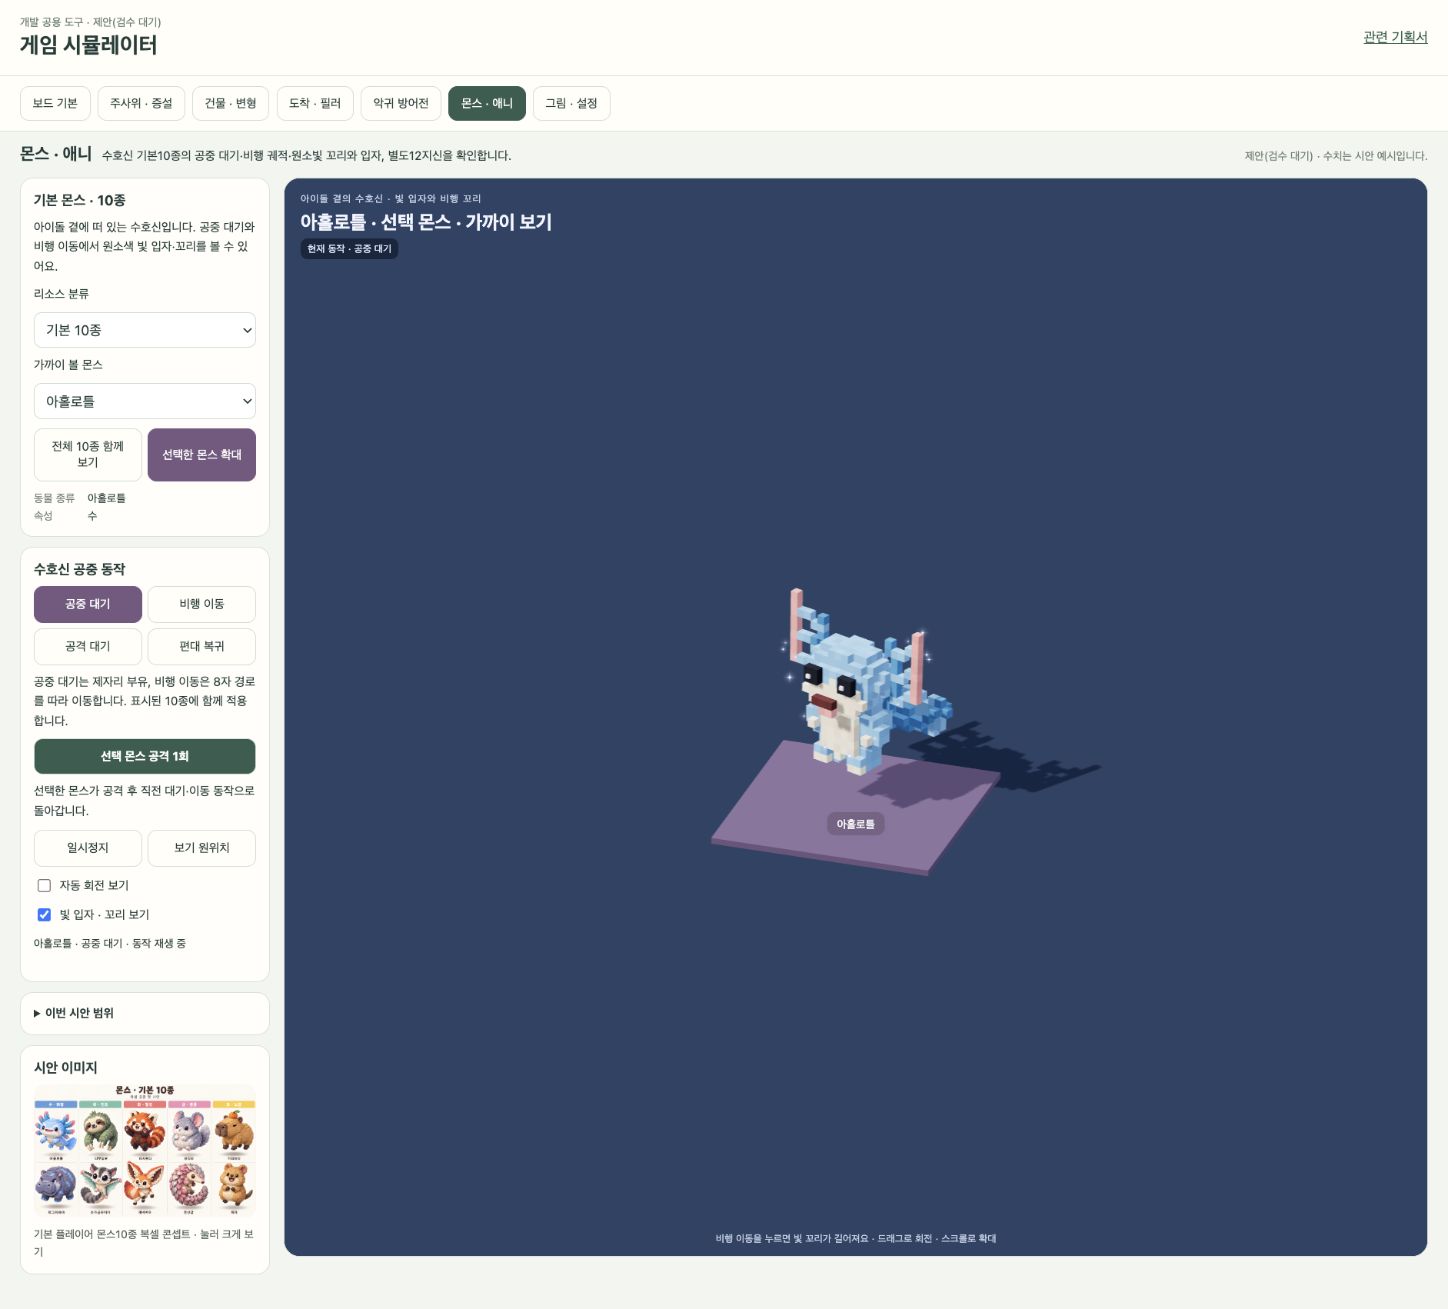 개발 공용 도구 · 제안(검수 대기)
게임 시뮬레이터
관련 기획서
보드 기본
주사위 · 증설
건물 · 변형
도착 · 필러
악귀 방어전
몬스 · 애니
그림 · 설정
몬스 · 애니
수호신 기본10종의 공중 대기·비행 궤적·원소빛 꼬리와 입자, 별도12지신을 확인합니다.
제안(검수 대기) · 수치는 시안 예시입니다.
기본 몬스 · 10종
아이돌 곁에 떠 있는 수호신입니다. 공중 대기와
비행 이동에서 원소색 빛 입자·꼬리를 볼 수 있
어요.
리소스 분류
기본 10종
가까이 볼 몬스
아홀로틀
전체 10종 함께
보기
선택한 몬스 확대
동물 종류 아홀로틀
속성 수
수호신 공중 동작
공중 대기
비행 이동
공격 대기
편대 복귀
공중 대기는 제자리 부유, 비행 이동은 8자 경로
를 따라 이동합니다. 표시된 10종에 함께 적용
합니다.
선택 몬스 공격 1회
선택한 몬스가 공격 후 직전 대기·이동 동작으로
돌아갑니다.
일시정지
보기 원위치
자동 회전 보기
빛 입자 · 꼬리 보기
아홀로틀 · 공중 대기 · 동작 재생 중
이번 시안 범위
시안 이미지
몬스 · 기본 10종
기본 플레이어 몬스10종 복셀 콘셉트 · 눌러 크게 보
기
아이돌 곁의 수호신 · 빛 입자와 비행 꼬리
아홀로틀 · 선택 몬스 · 가까이 보기
현재 동작 · 공중 대기
아홀로틀
비행 이동을 누르면 빛 꼬리가 길어져요 · 드래그로 회전 · 스크롤로 확대